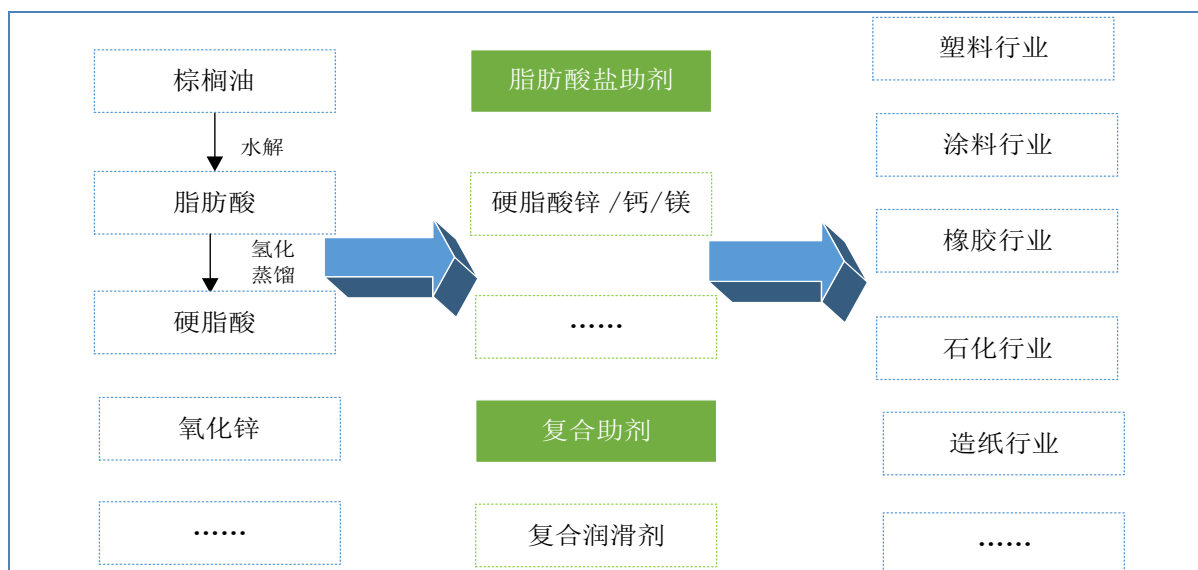 棕榈油
水解
脂肪酸
氢化
蒸馏
硬脂酸
氧化锌
......
脂肪酸盐助剂
硬脂酸锌 /钙/镁
......
复合助剂
复合润滑剂
塑料行业
涂料行业
橡胶行业
石化行业
造纸行业
......